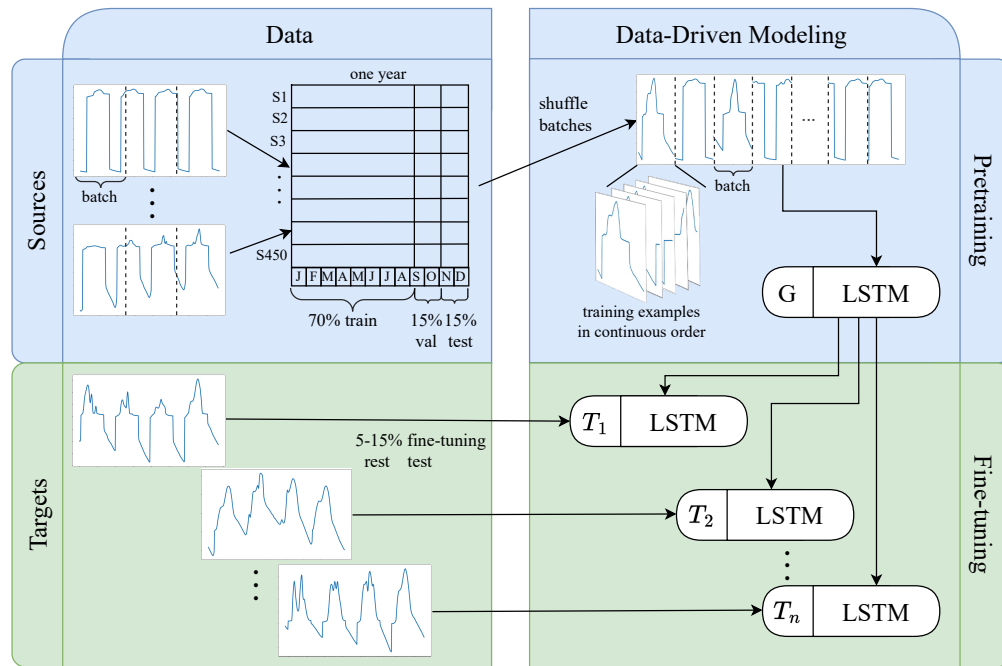 Data
Data-Driven Modeling
Sources
one year
S1
S2
S3
S450
J F M A M J J A S O N D
70% train
15% val
15% test
batch
shuffle
batches
...
batch
training examples
in continuous order
G LSTM
Pretraining
Targets
5-15% fine-tuning
rest test
T1 LSTM
T2 LSTM
Tn LSTM
Fine-tuning